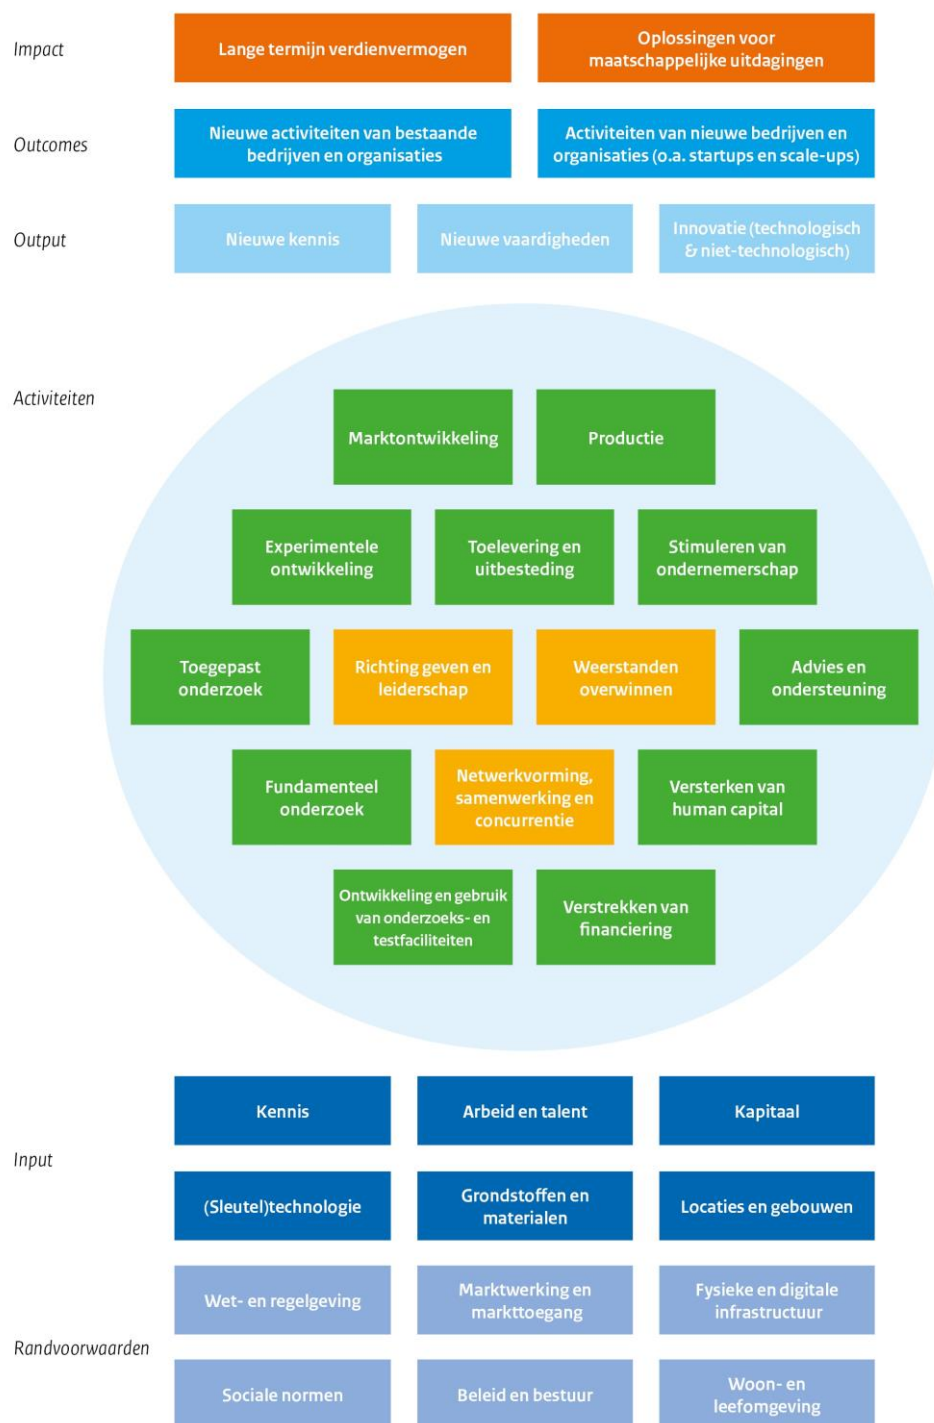 Impact
Lange termijn verdienvermogen
Oplossingen voor
maatschappelijke uitdagingen
Outcomes
Nieuwe activiteiten van bestaande
bedrijven en organisaties
Activiteiten van nieuwe bedrijven en
organisaties (o.a. startups en scale-ups)
Output
Nieuwe kennis
Nieuwe vaardigheden
Innovatie (technologisch
& niet-technologisch)
Activiteiten
Marktontwikkeling
Productie
Experimentele
ontwikkeling
Toelevering en
uitbesteding
Stimuleren van
ondernemerschap
Toegepast
onderzoek
Richting geven en
leiderschap
Weerstanden
overwinnen
Advies en
ondersteuning
Fundamenteel
onderzoek
Netwerkvorming,
samenwerking en
concurrentie
Versterken van
human capital
Ontwikkeling en gebruik
van onderzoeks- en
testfaciliteiten
Verstrekken van
financiering
Input
Kennis
Arbeid en talent
Kapitaal
(Sleutel)technologie
Grondstoffen en
materialen
Locaties en gebouwen
Randvoorwaarden
Wet- en regelgeving
Marktwerking en
markttoegang
Fysieke en digitale
infrastructuur
Sociale normen
Beleid en bestuur
Woon- en
leefomgeving